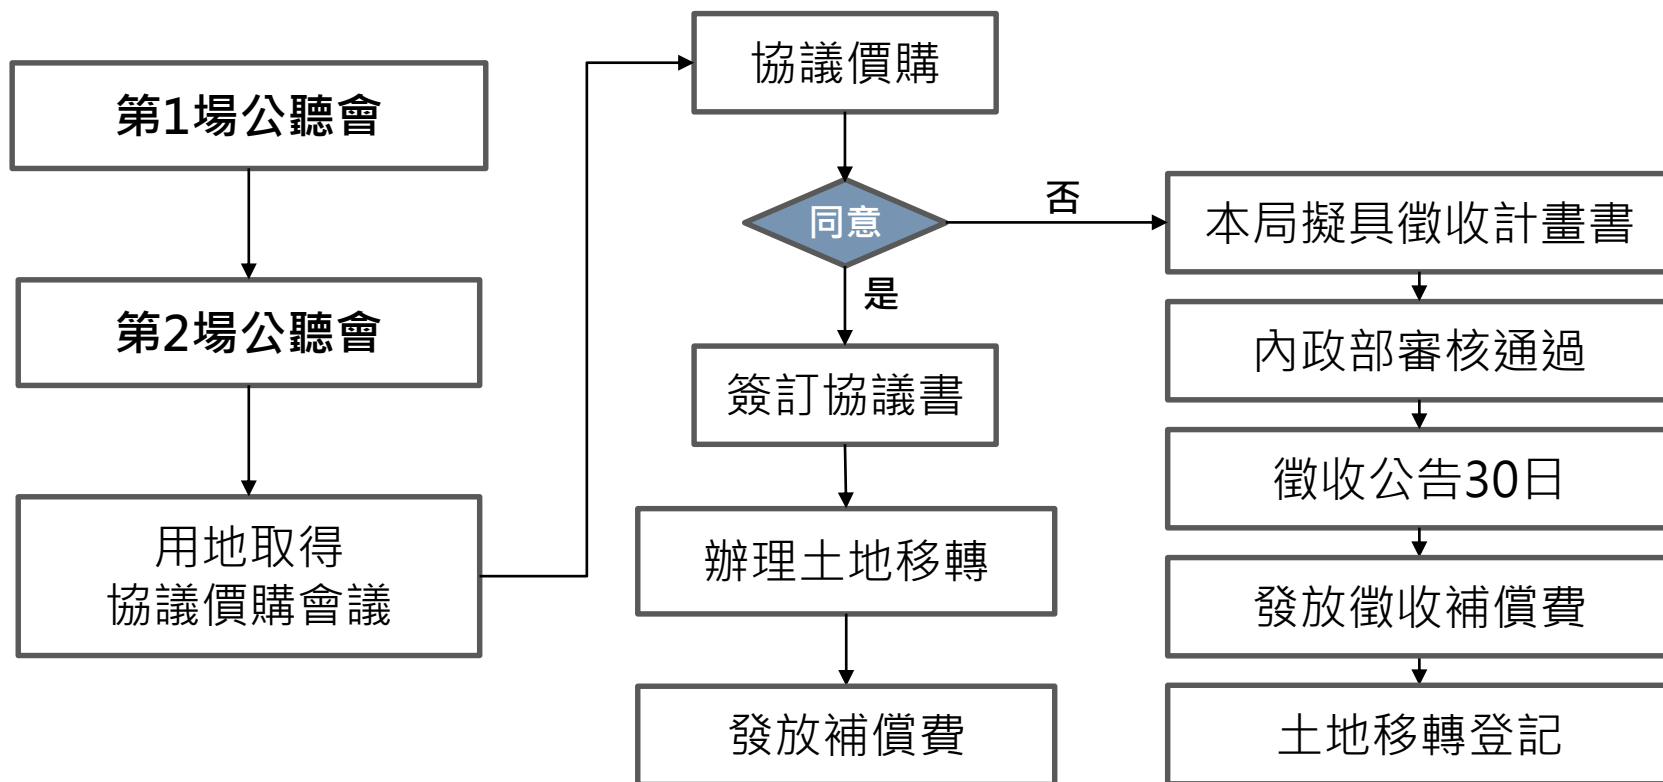 第1場公聽會
第2場公聽會
用地取得
協議價購會議
協議價購
同意
是
簽訂協議書
辦理土地移轉
發放補償費
否
本局擬具徵收計畫書
內政部審核通過
徵收公告30日
發放徵收補償費
土地移轉登記